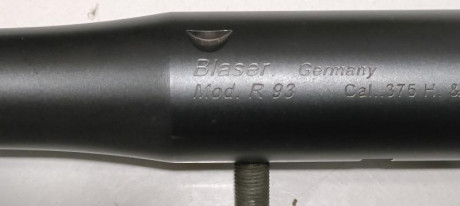 Blaser Germany
Mod. R 93 Cal..375 H. &